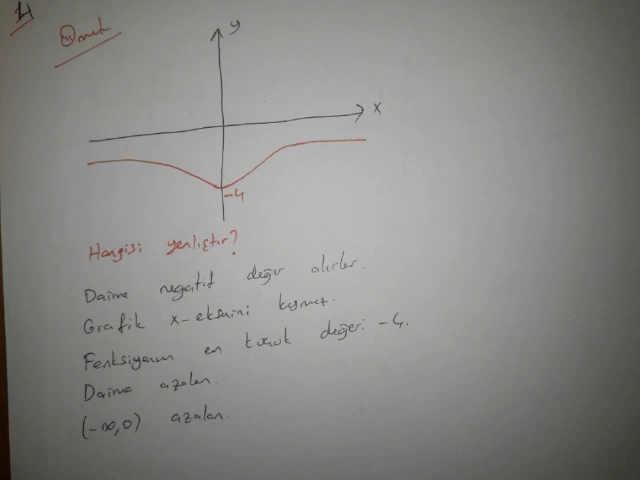 Örnek
y
x
-4
Hangisi yanlıştır?
Daima negatif değer alırlar.
Grafik x-eksenini kesmez.
Fonksiyonun en küçük değeri -4.
Daima azalan.
(-∞,0) azalan.